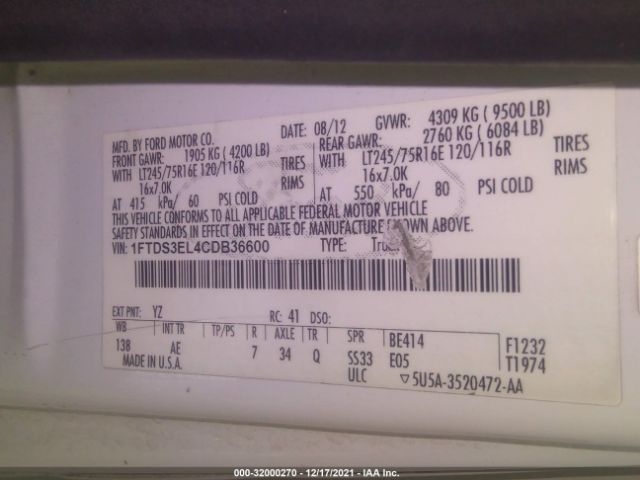 MFD. BY FORD MOTOR CO.
DATE: 08/12 GVWR: 4309 KG ( 9500 LB)
FRONT GAWR: 1905 KG ( 4200 LB)
REAR GAWR: 2760 KG ( 6084 LB)
WITH LT245/75R16E 120/116R TIRES
WITH LT245/75R16E 120/116R TIRES
16x7.0K RIMS
16x7.0K RIMS
AT 415 kPa/ 60 PSI COLD
AT 550 kPa/ 80 PSI COLD
THIS VEHICLE CONFORMS TO ALL APPLICABLE FEDERAL MOTOR VEHICLE
SAFETY STANDARDS IN EFFECT ON THE DATE OF MANUFACTURE SHOWN ABOVE.
VIN: 1FTDS3EL4CDB36600 TYPE: Truck
EXT PNT: YZ RC: 41 DSO:
WB INT TR TP/PS R AXLE TR SPR BE414 F1232
138 AE 7 34 Q SS33 E05 T1974
MADE IN U.S.A. ULC ▽5U5A-3520472-AA
000-32000270 - 12/17/2021 - IAA Inc.